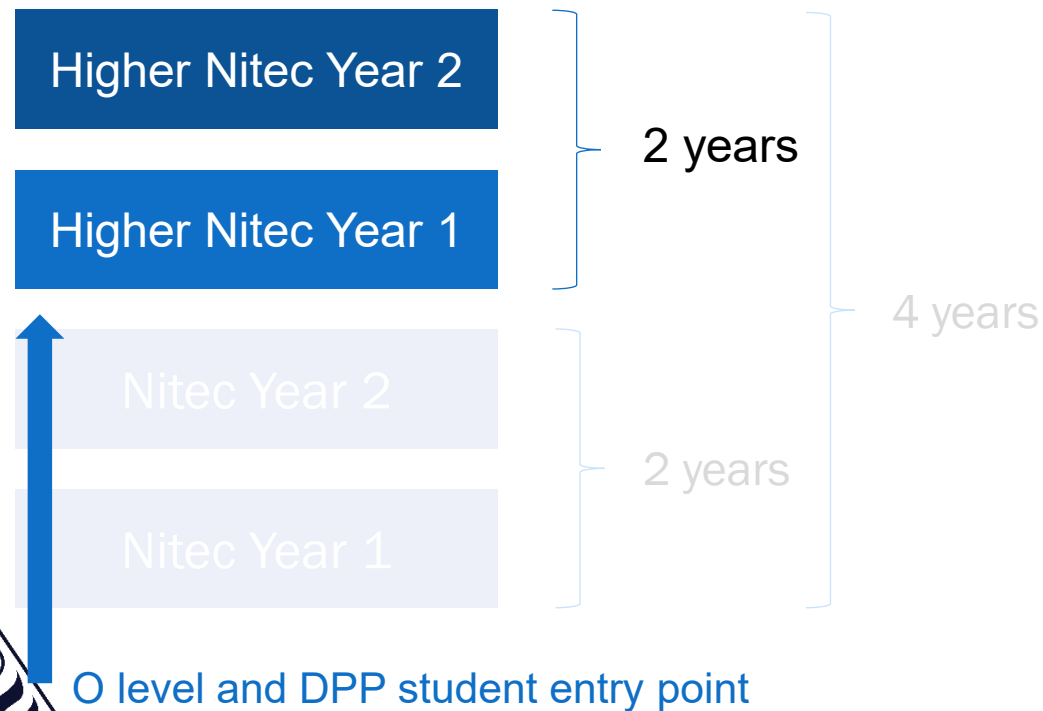 Higher Nitec Year 2
2 years
Higher Nitec Year 1
4 years
Nitec Year 2
2 years
Nitec Year 1
O level and DPP student entry point